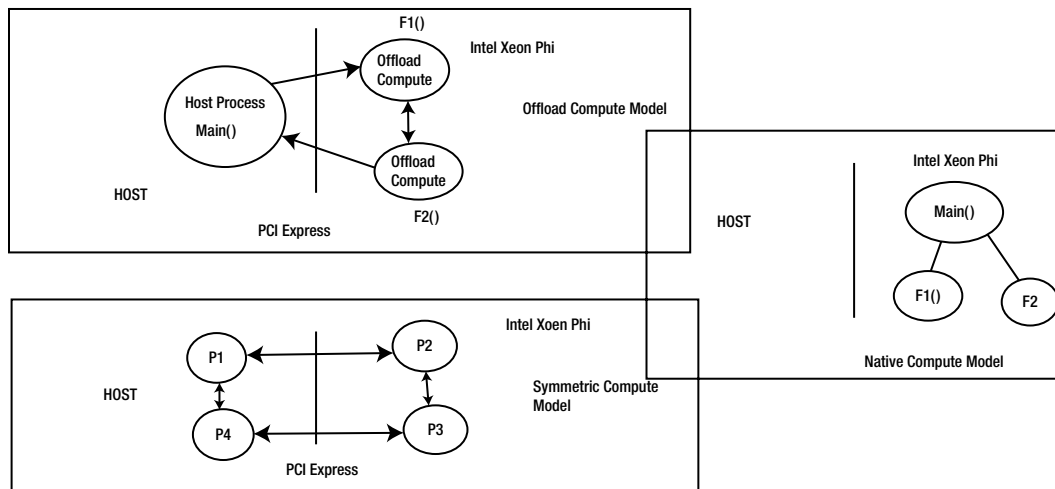 F1()
Intel Xeon Phi
Offload
Compute
Host Process
Main()
Offload Compute Model
Offload
Compute
HOST
F2()
PCI Express
Intel Xeon Phi
HOST
Main()
F1()
F2
Native Compute Model
Intel Xoen Phi
P1
P2
HOST
Symmetric Compute
Model
P4
P3
PCI Express